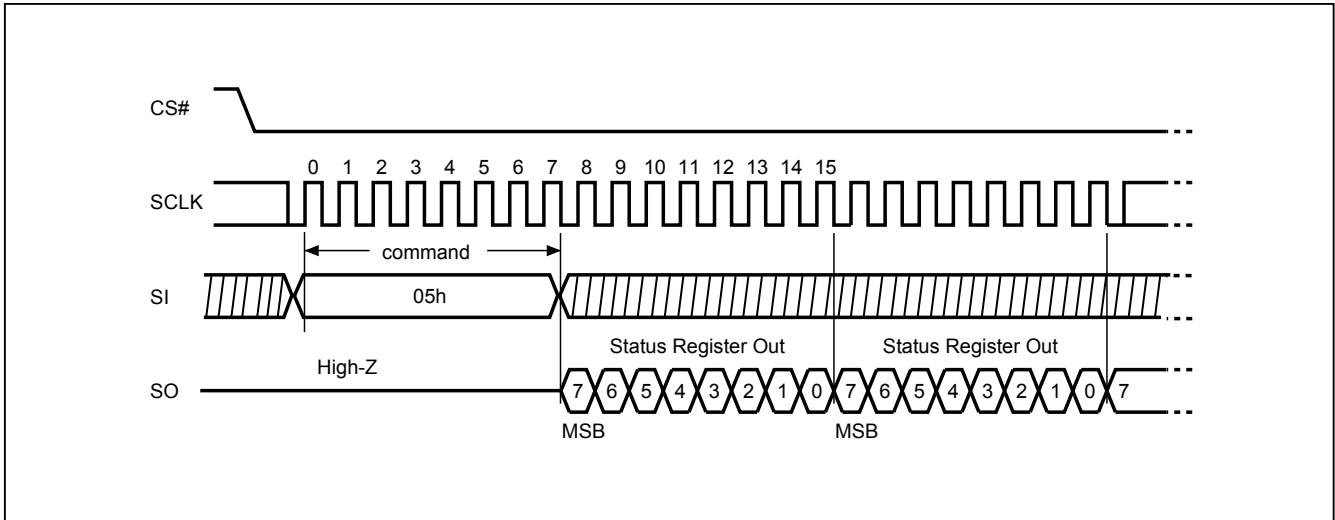 CS#
0 1 2 3 4 5 6 7 8 9 10 11 12 13 14 15
SCLK
command
SI 05h
Status Register Out Status Register Out
High-Z
SO 7 6 5 4 3 2 1 0 7 6 5 4 3 2 1 0 7
MSB MSB